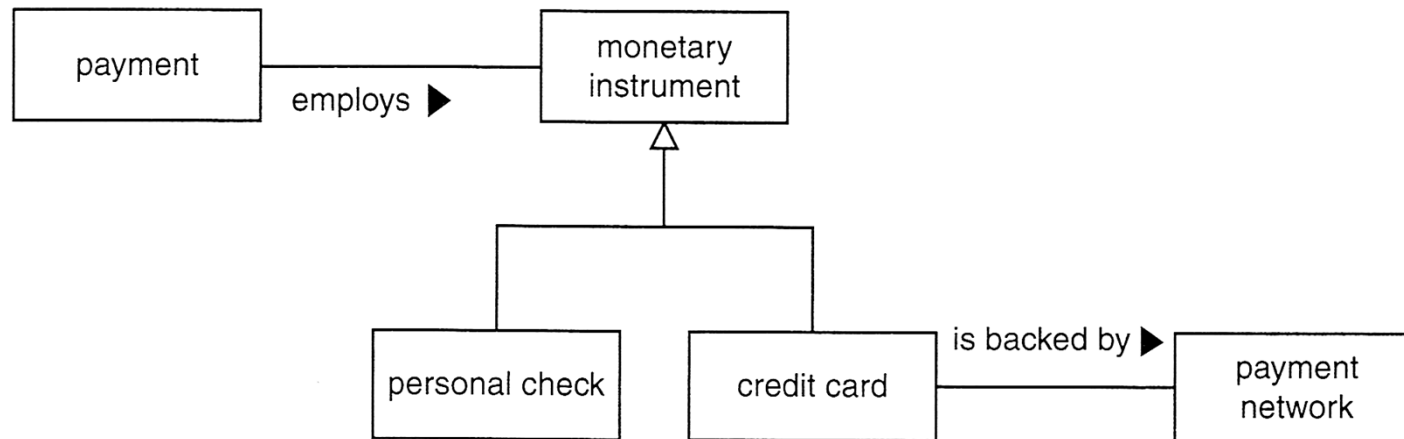 payment
employs ▶
monetary
instrument
personal check
credit card
is backed by ▶
payment
network